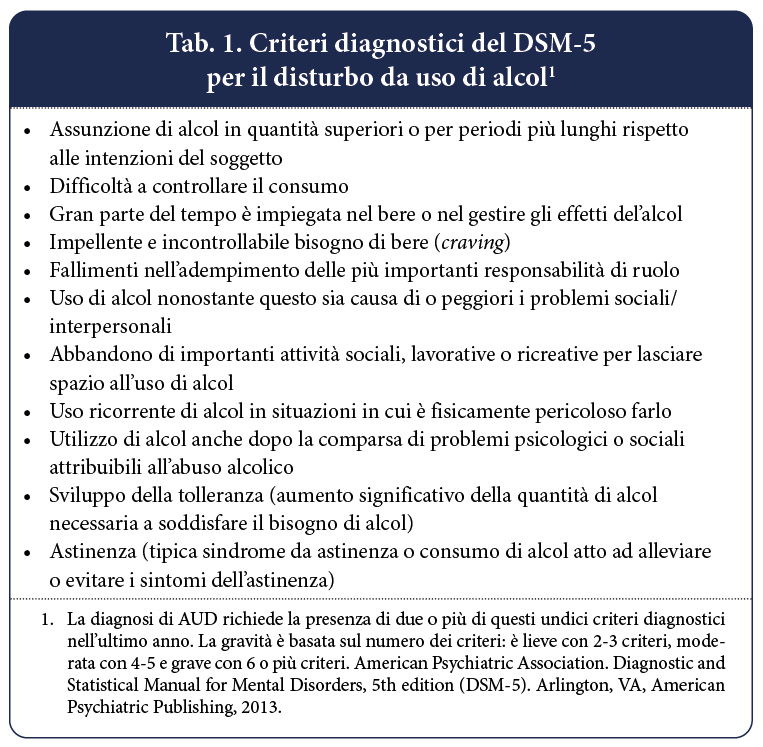 Tab. 1. Criteri diagnostici del DSM-5
per il disturbo da uso di alcol¹
• Assunzione di alcol in quantità superiori o per periodi più lunghi rispetto
alle intenzioni del soggetto
• Difficoltà a controllare il consumo
• Gran parte del tempo è impiegata nel bere o nel gestire gli effetti del’alcol
• Impellente e incontrollabile bisogno di bere (craving)
• Fallimenti nell’adempimento delle più importanti responsabilità di ruolo
• Uso di alcol nonostante questo sia causa di o peggiori i problemi sociali/
interpersonali
• Abbandono di importanti attività sociali, lavorative o ricreative per lasciare
spazio all’uso di alcol
• Uso ricorrente di alcol in situazioni in cui è fisicamente pericoloso farlo
• Utilizzo di alcol anche dopo la comparsa di problemi psicologici o sociali
attribuibili all’abuso alcolico
• Sviluppo della tolleranza (aumento significativo della quantità di alcol
necessaria a soddisfare il bisogno di alcol)
• Astinenza (tipica sindrome da astinenza o consumo di alcol atto ad alleviare
o evitare i sintomi dell’astinenza)
1. La diagnosi di AUD richiede la presenza di due o più di questi undici criteri diagnostici
nell’ultimo anno. La gravità è basata sul numero dei criteri: è lieve con 2-3 criteri, mode-
rata con 4-5 e grave con 6 o più criteri. American Psychiatric Association. Diagnostic and
Statistical Manual for Mental Disorders, 5th edition (DSM-5). Arlington, VA, American
Psychiatric Publishing, 2013.